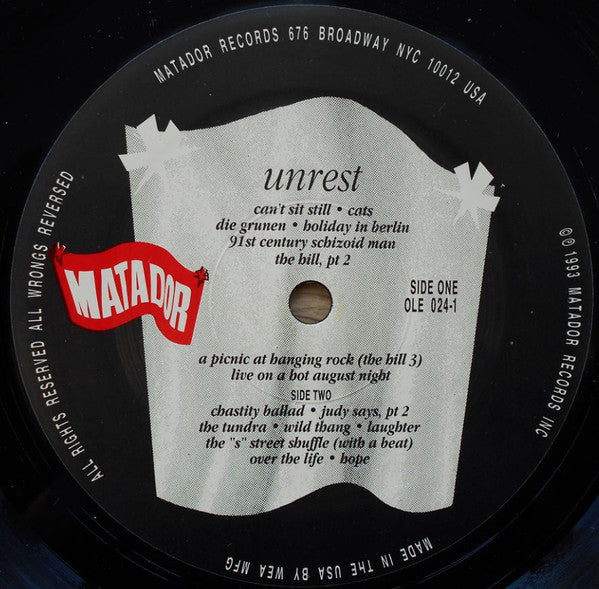 MATADOR RECORDS 676 BROADWAY NYC 10012 USA
unrest
can't sit still • cats
die grunen • holiday in berlin
91st century schizoid man
the bill, pt 2
MATADOR
SIDE ONE
OLE 024-1
a picnic at hanging rock (the bill 3)
live on a hot august night
SIDE TWO
chastity ballad • judy says, pt 2
the tundra • wild thang • laughter
the "s" street shuffle (with a beat)
over the life • hope
ALL RIGHTS RESERVED ALL WRONGS REVERSED
©℗ 1993 MATADOR RECORDS INC
MADE IN THE USA BY WEA MFG